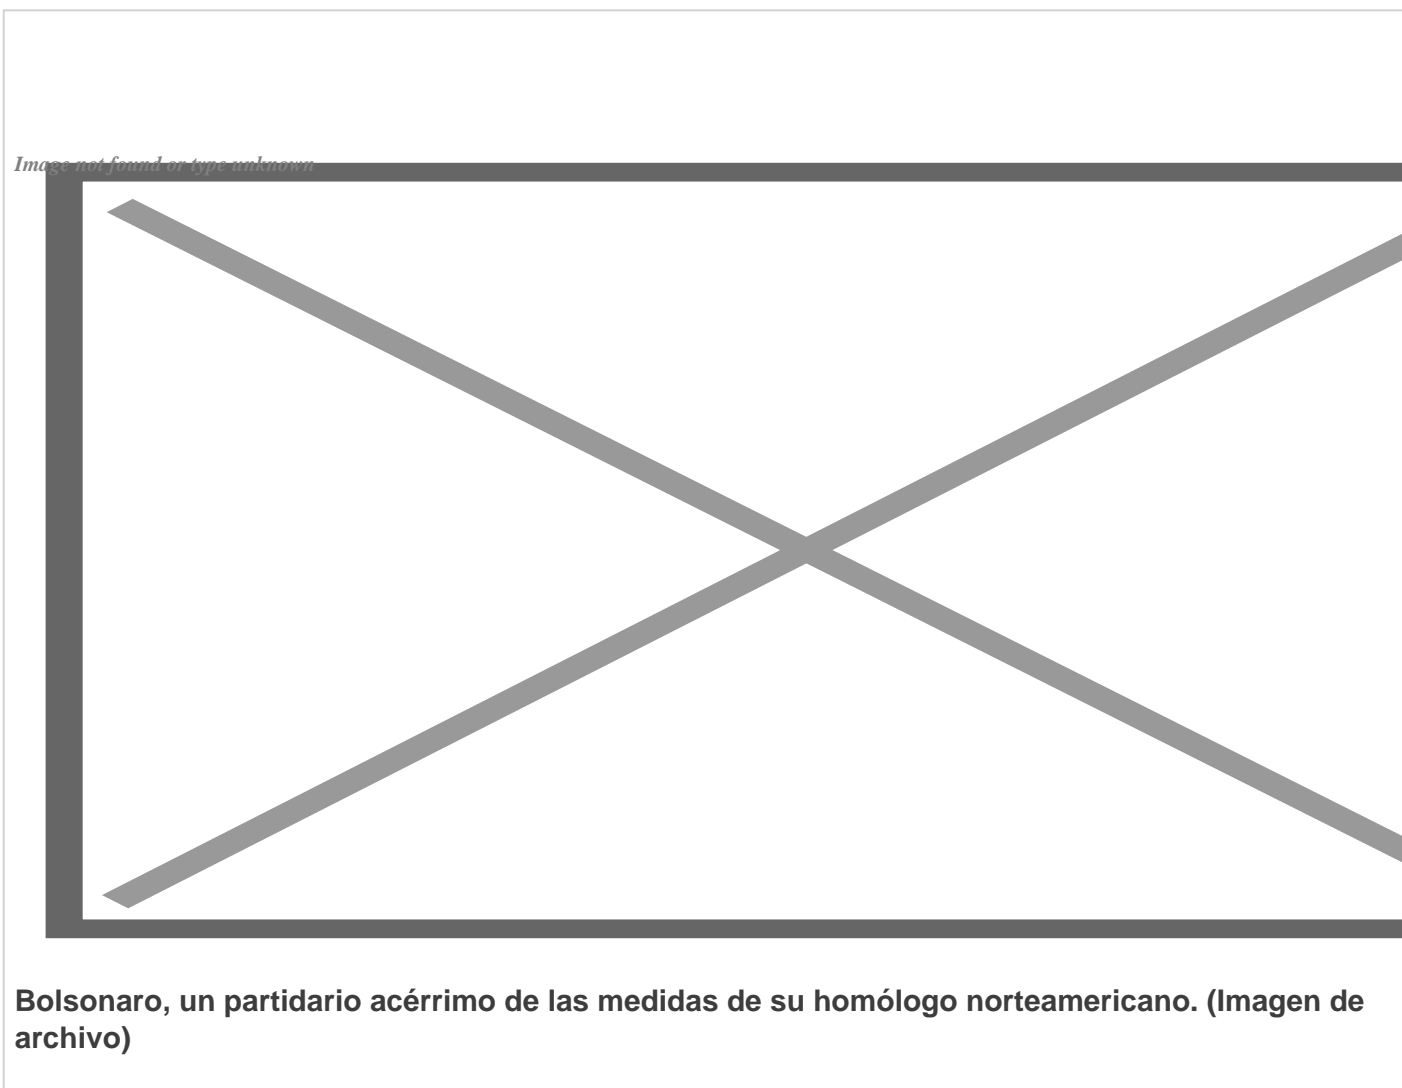 Image not found or type unknown
Bolsonaro, un partidario acérrimo de las medidas de su homólogo norteamericano. (Imagen de
archivo)